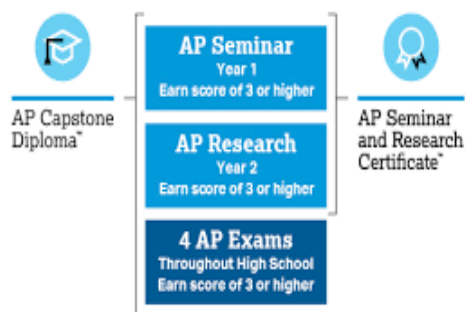 AP Capstone
Diploma™
AP Seminar
Year 1
Earn score of 3 or higher
AP Research
Year 2
Earn score of 3 or higher
4 AP Exams
Throughout High School
Earn score of 3 or higher
AP Seminar
and Research
Certificate™